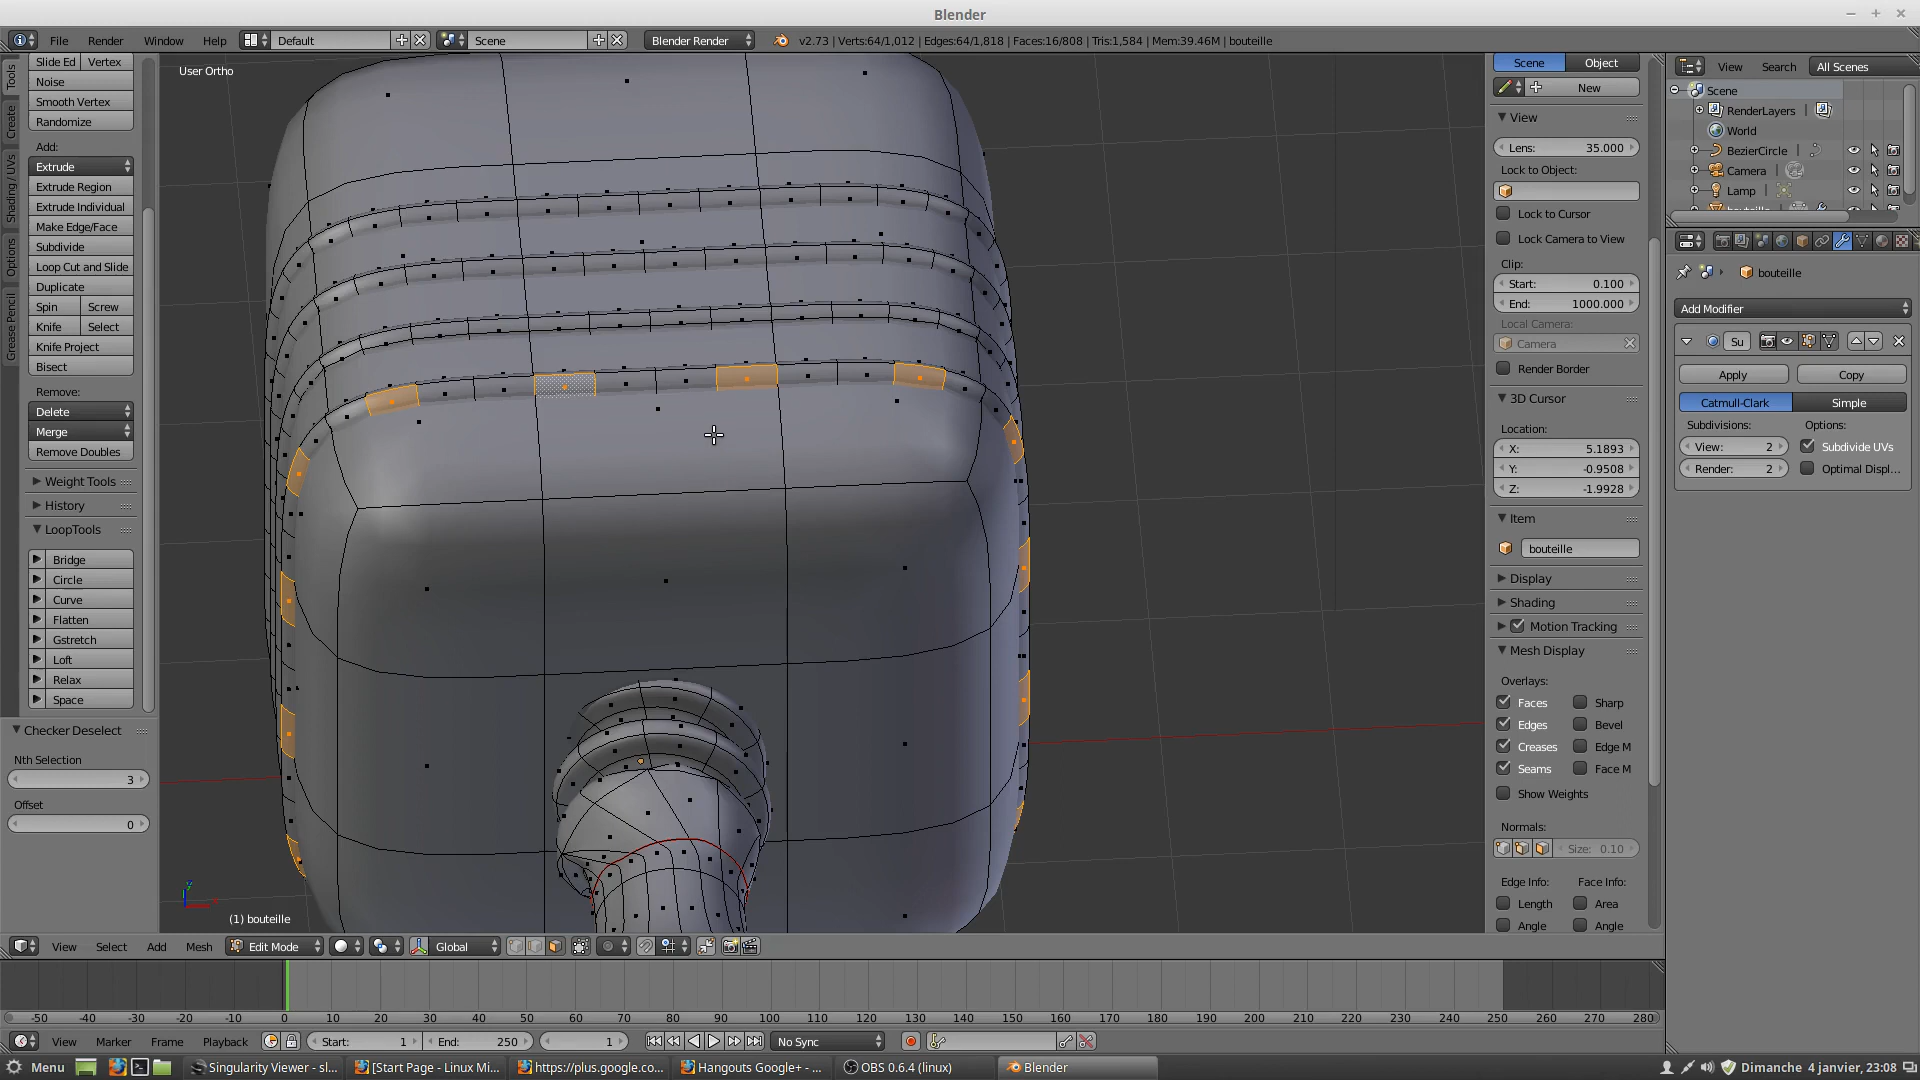 Blender
File Render Window Help Default Scene Blender Render v2.73 | Verts:64/1,012 | Edges:64/1,818 | Faces:16/808 | Tris:1,584 | Mem:39.46M | bouteille
Tools
Create
Shading / UVs
Options
Grease Pencil
Slide Ed Vertex
Noise
Smooth Vertex
Randomize
Add:
Extrude
Extrude Region
Extrude Individual
Make Edge/Face
Subdivide
Loop Cut and Slide
Duplicate
Spin Screw
Knife Select
Knife Project
Bisect
Remove:
Delete
Merge
Remove Doubles
Weight Tools
History
LoopTools
Bridge
Circle
Curve
Flatten
Gstretch
Loft
Relax
Space
Checker Deselect
Nth Selection
3
Offset
0
User Ortho
(1) bouteille
Scene Object
New
View
Lens: 35.000
Lock to Object:
Lock to Cursor
Lock Camera to View
Clip:
Start: 0.100
End: 1000.000
Local Camera:
Camera
Render Border
3D Cursor
Location:
X: 5.1893
Y: -0.9508
Z: -1.9928
Item
bouteille
Display
Shading
Motion Tracking
Mesh Display
Overlays:
Faces Sharp
Edges Bevel
Creases Edge M
Seams Face M
Show Weights
Normals:
Size: 0.10
Edge Info: Face Info:
Length Area
Angle Angle
View Search All Scenes
Scene
RenderLayers
World
BezierCircle
Camera
Lamp
bouteille
Add Modifier
Su
Apply Copy
Catmull-Clark Simple
Subdivisions: Options:
View: 2 Subdivide UVs
Render: 2 Optimal Displ...
View Select Add Mesh Edit Mode Global
-50 -40 -30 -20 -10 0 10 20 30 40 50 60 70 80 90 100 110 120 130 140 150 160 170 180 190 200 210 220 230 240 250 260 270 280
View Marker Frame Playback Start: 1 End: 250 1 No Sync
Menu Singularity Viewer - sl... [Start Page - Linux Mi... https://plus.google.co... Hangouts Google+ - ... OBS 0.6.4 (linux) Blender Dimanche 4 janvier, 23:08